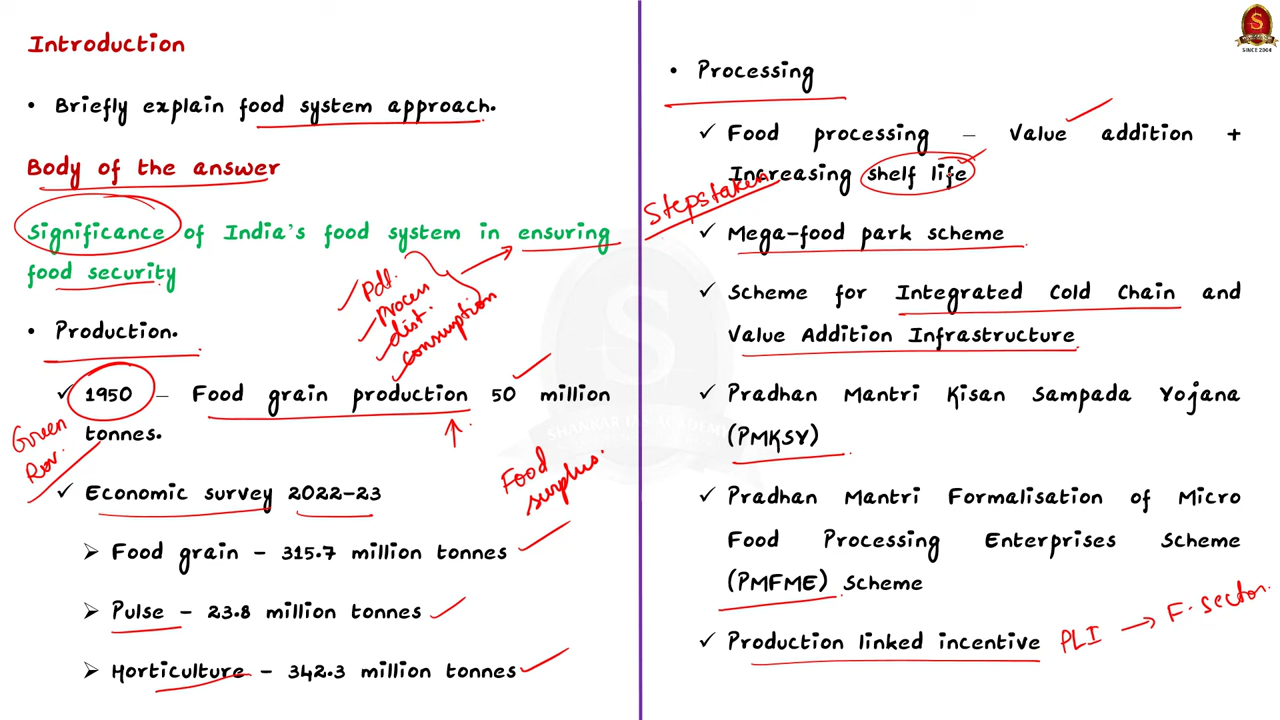 Introduction
• Briefly explain food system approach.
Body of the answer
Significance of India's food system in ensuring
food security
Pdt.
process
dist.
consumption
• Production.
✓ 1950 – Food grain production 50 million
tonnes.
Green
Rev.
Food
surplus.
✓ Economic survey 2022-23
➢ Food grain – 315.7 million tonnes
➢ Pulse – 23.8 million tonnes
➢ Horticulture – 342.3 million tonnes
S
SINCE 2004
• Processing
✓ Food processing – Value addition +
Increasing shelf life
Steps taken
✓ Mega-food park scheme
✓ Scheme for Integrated Cold Chain and
Value Addition Infrastructure
✓ Pradhan Mantri Kisan Sampada Yojana
(PMKSY)
✓ Pradhan Mantri Formalisation of Micro
Food Processing Enterprises Scheme
(PMFME) Scheme
✓ Production linked incentive PLI → F. sector.